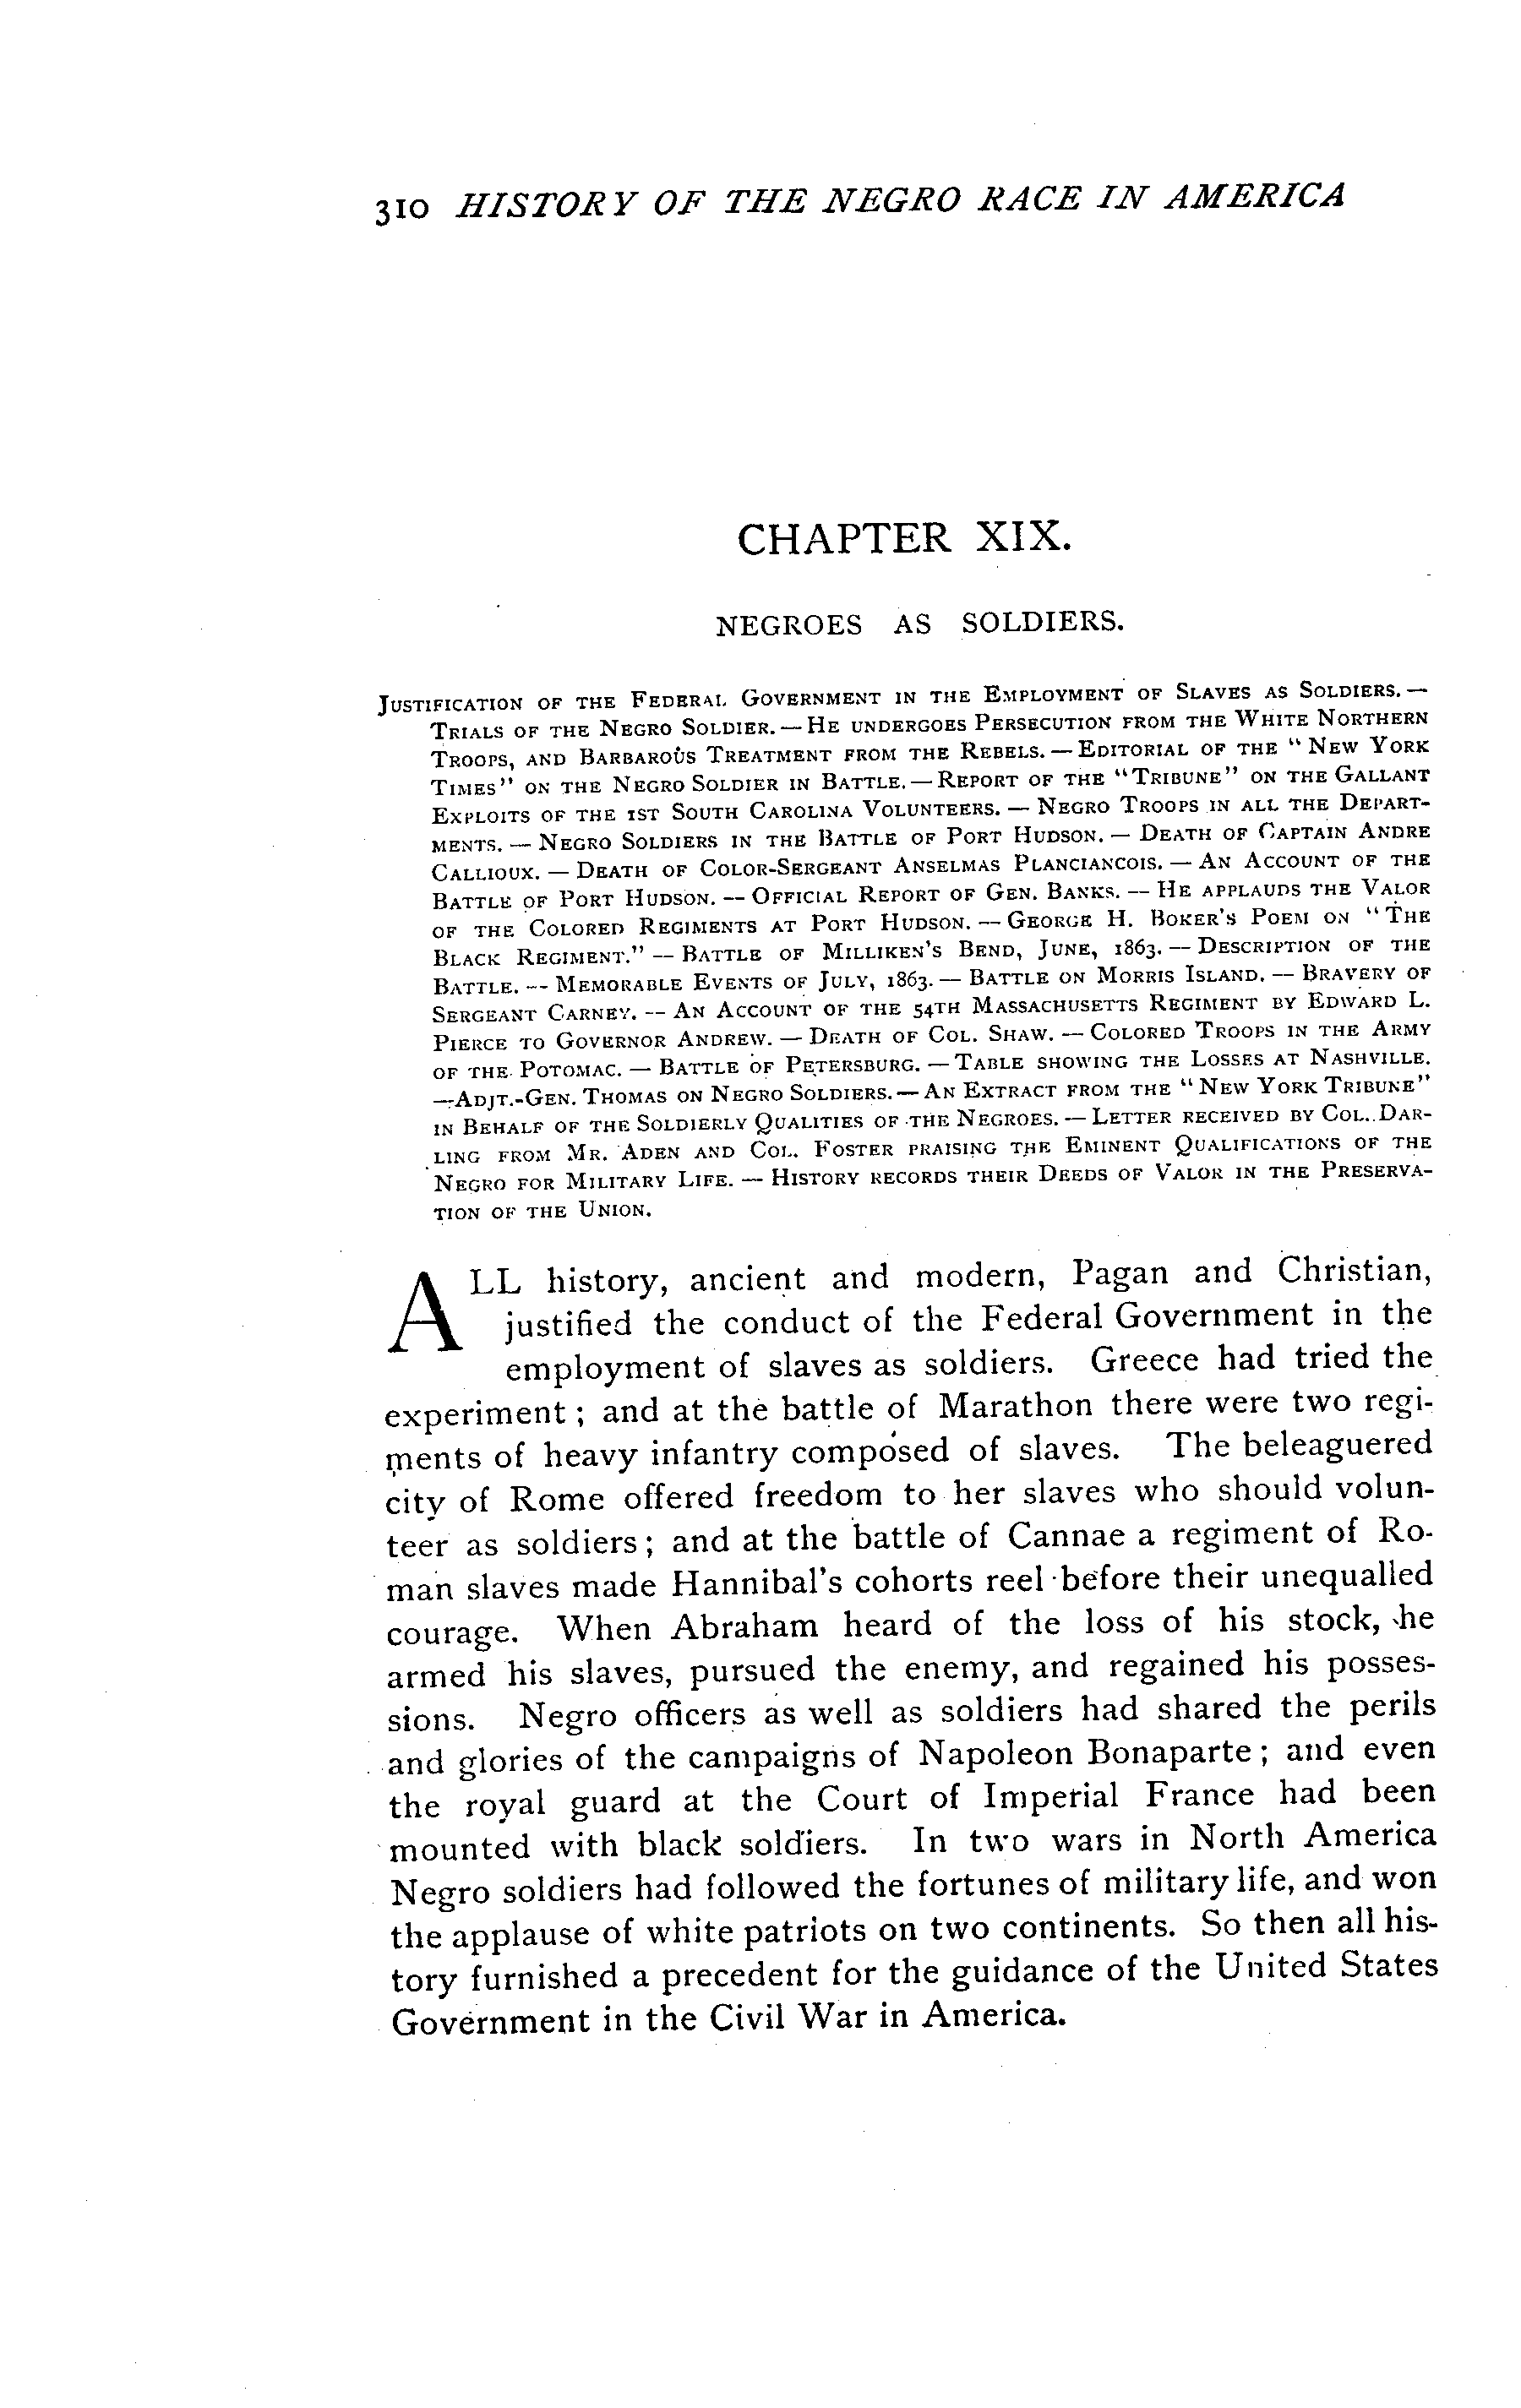 310 HISTORY OF THE NEGRO RACE IN AMERICA
CHAPTER XIX.
NEGROES AS SOLDIERS.
JUSTIFICATION OF THE FEDERAL GOVERNMENT IN THE EMPLOYMENT OF SLAVES AS SOLDIERS. —
TRIALS OF THE NEGRO SOLDIER. — HE UNDERGOES PERSECUTION FROM THE WHITE NORTHERN
TROOPS, AND BARBAROUS TREATMENT FROM THE REBELS. — EDITORIAL OF THE "NEW YORK
TIMES" ON THE NEGRO SOLDIER IN BATTLE. — REPORT OF THE "TRIBUNE" ON THE GALLANT
EXPLOITS OF THE 1ST SOUTH CAROLINA VOLUNTEERS. — NEGRO TROOPS IN ALL THE DEPART-
MENTS. — NEGRO SOLDIERS IN THE BATTLE OF PORT HUDSON. — DEATH OF CAPTAIN ANDRE
CALLIOUX. — DEATH OF COLOR-SERGEANT ANSELMAS PLANCIANCOIS. — AN ACCOUNT OF THE
BATTLE OF PORT HUDSON. — OFFICIAL REPORT OF GEN. BANKS. — HE APPLAUDS THE VALOR
OF THE COLORED REGIMENTS AT PORT HUDSON. — GEORGE H. BOKER'S POEM ON "THE
BLACK REGIMENT." — BATTLE OF MILLIKEN'S BEND, JUNE, 1863. — DESCRIPTION OF THE
BATTLE. — MEMORABLE EVENTS OF JULY, 1863. — BATTLE ON MORRIS ISLAND. — BRAVERY OF
SERGEANT CARNEY. — AN ACCOUNT OF THE 54TH MASSACHUSETTS REGIMENT BY EDWARD L.
PIERCE TO GOVERNOR ANDREW. — DEATH OF COL. SHAW. — COLORED TROOPS IN THE ARMY
OF THE POTOMAC. — BATTLE OF PETERSBURG. — TABLE SHOWING THE LOSSES AT NASHVILLE.
— ADJT.-GEN. THOMAS ON NEGRO SOLDIERS. — AN EXTRACT FROM THE "NEW YORK TRIBUNE"
IN BEHALF OF THE SOLDIERLY QUALITIES OF THE NEGROES. — LETTER RECEIVED BY COL. DAR-
LING FROM MR. ADEN AND COL. FOSTER PRAISING THE EMINENT QUALIFICATIONS OF THE
NEGRO FOR MILITARY LIFE. — HISTORY RECORDS THEIR DEEDS OF VALOR IN THE PRESERVA-
TION OF THE UNION.
ALL history, ancient and modern, Pagan and Christian,
justified the conduct of the Federal Government in the
employment of slaves as soldiers. Greece had tried the
experiment; and at the battle of Marathon there were two regi-
ments of heavy infantry composed of slaves. The beleaguered
city of Rome offered freedom to her slaves who should volun-
teer as soldiers; and at the battle of Cannae a regiment of Ro-
man slaves made Hannibal's cohorts reel before their unequalled
courage. When Abraham heard of the loss of his stock, he
armed his slaves, pursued the enemy, and regained his posses-
sions. Negro officers as well as soldiers had shared the perils
and glories of the campaigns of Napoleon Bonaparte; and even
the royal guard at the Court of Imperial France had been
mounted with black soldiers. In two wars in North America
Negro soldiers had followed the fortunes of military life, and won
the applause of white patriots on two continents. So then all his-
tory furnished a precedent for the guidance of the United States
Government in the Civil War in America.